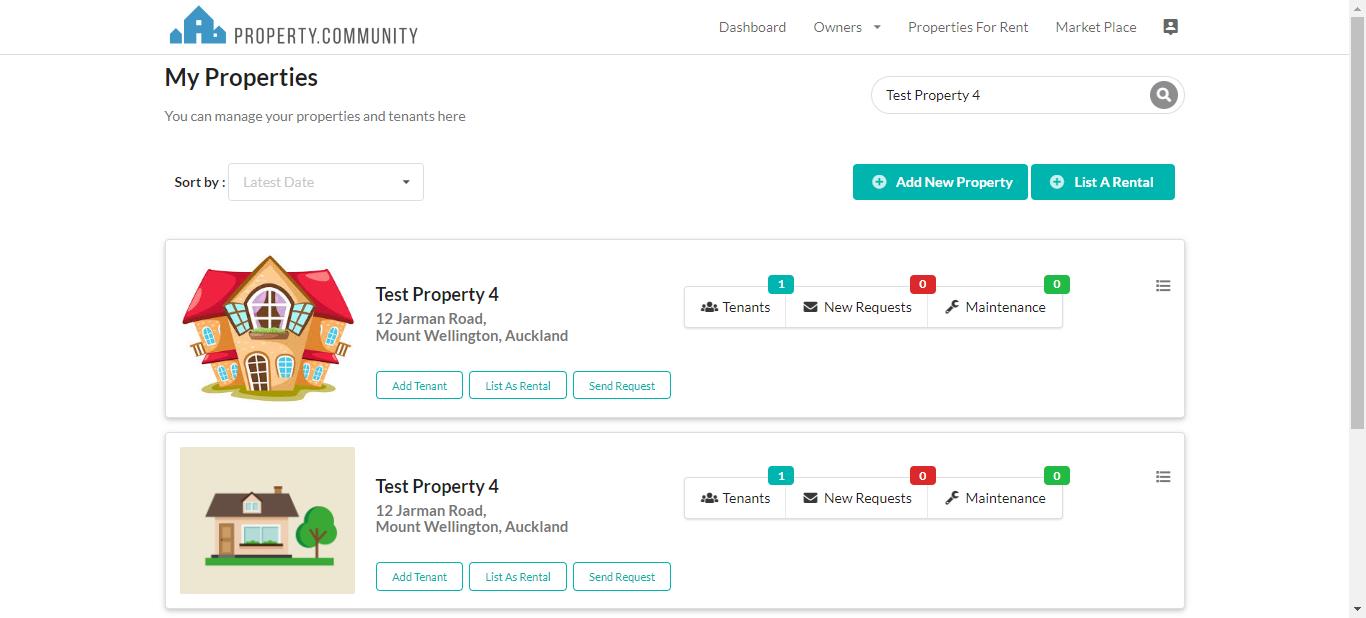 PROPERTY.COMMUNITY
Dashboard Owners Properties For Rent Market Place
My Properties
Test Property 4
You can manage your properties and tenants here
Sort by : Latest Date
Add New Property List A Rental
Test Property 4
12 Jarman Road,
Mount Wellington, Auckland
1 0 0
Tenants New Requests Maintenance
Add Tenant List As Rental Send Request
Test Property 4
12 Jarman Road,
Mount Wellington, Auckland
1 0 0
Tenants New Requests Maintenance
Add Tenant List As Rental Send Request